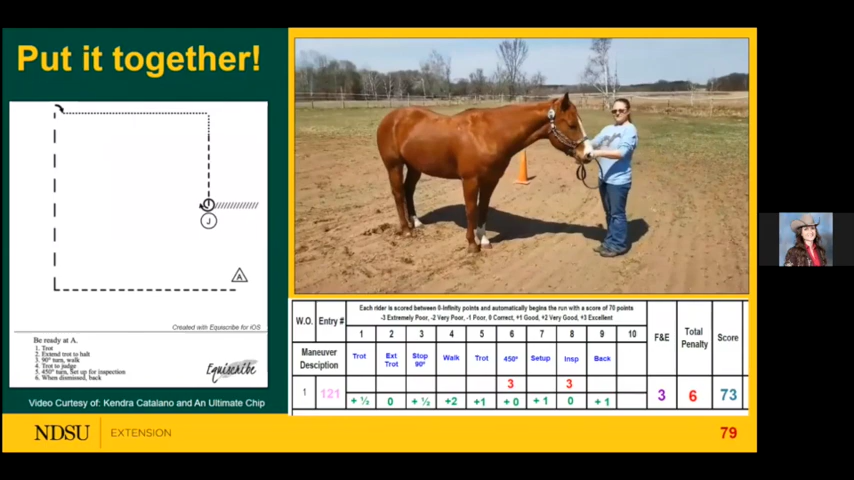 Put it together!
J
A
Created with Equiscribe for iOS
Be ready at A.
1. Trot
2. Extend trot to halt
3. 90° turn, walk
4. Trot to judge
5. 450° turn, Set up for inspection
6. When dismissed, back
Equiscribe
Video Curtesy of: Kendra Catalano and An Ultimate Chip
Each rider is scored between 0-Infinity points and automatically begins the run with a score of 70 points
-3 Extremely Poor, -2 Very Poor, -1 Poor, 0 Correct, +1 Good, +2 Very Good, +3 Excellent
W.O. Entry # 1 2 3 4 5 6 7 8 9 10 F&E Total Penalty Score
Maneuver Desciption Trot Ext Trot Stop 90° Walk Trot 450° Setup Insp Back
3 3
1 121 + ½ 0 + ½ +2 +1 + 0 + 1 0 + 1 3 6 73
NDSU EXTENSION 79